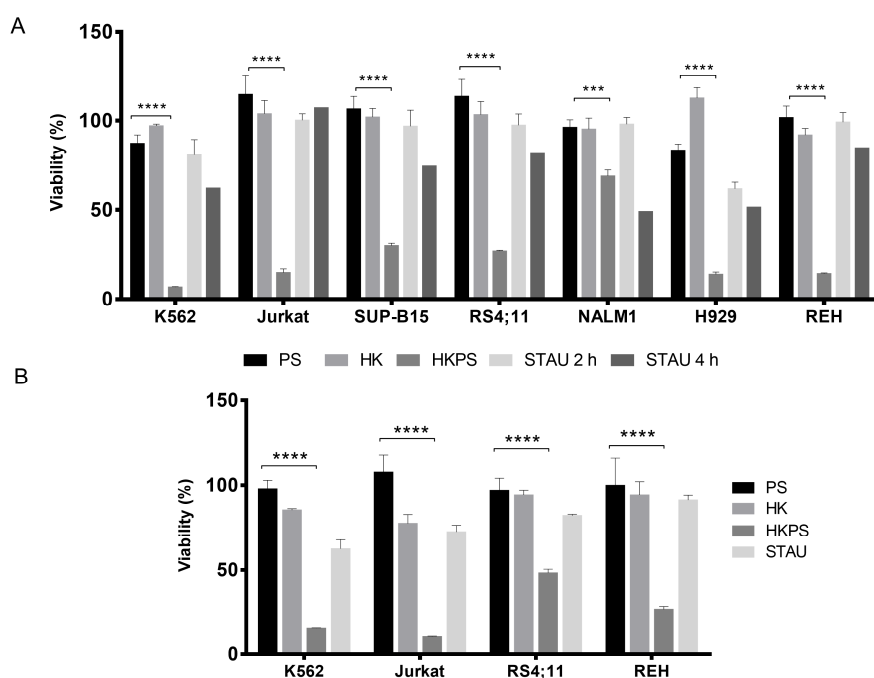 A
150
100
50
0
Viability (%)
**** **** **** **** *** **** ****
K562 Jurkat SUP-B15 RS4;11 NALM1 H929 REH
PS HK HKPS STAU 2 h STAU 4 h
B
150
100
50
0
Viability (%)
**** **** **** ****
K562 Jurkat RS4;11 REH
PS
HK
HKPS
STAU